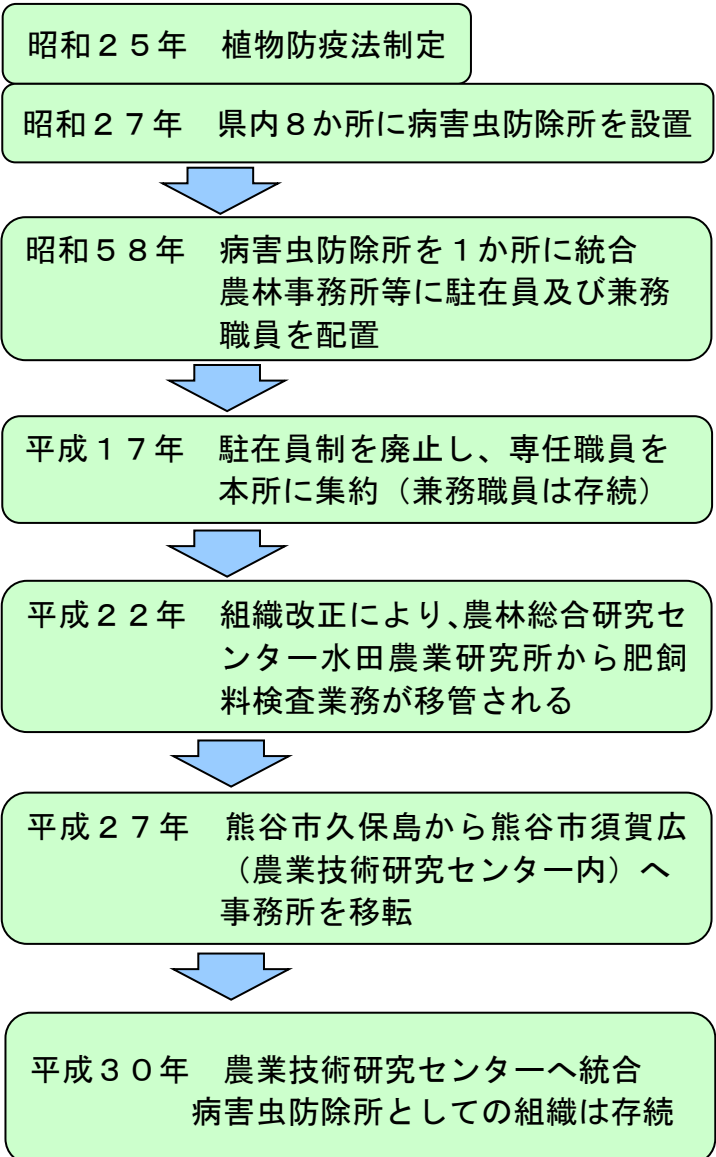 昭和２５年　植物防疫法制定
昭和２７年　県内８か所に病害虫防除所を設置
昭和５８年　病害虫防除所を１か所に統合
農林事務所等に駐在員及び兼務
職員を配置
平成１７年　駐在員制を廃止し、専任職員を
本所に集約（兼務職員は存続）
平成２２年　組織改正により、農林総合研究セ
ンター水田農業研究所から肥飼
料検査業務が移管される
平成２７年　熊谷市久保島から熊谷市須賀広
（農業技術研究センター内）へ
事務所を移転
平成３０年　農業技術研究センターへ統合
病害虫防除所としての組織は存続